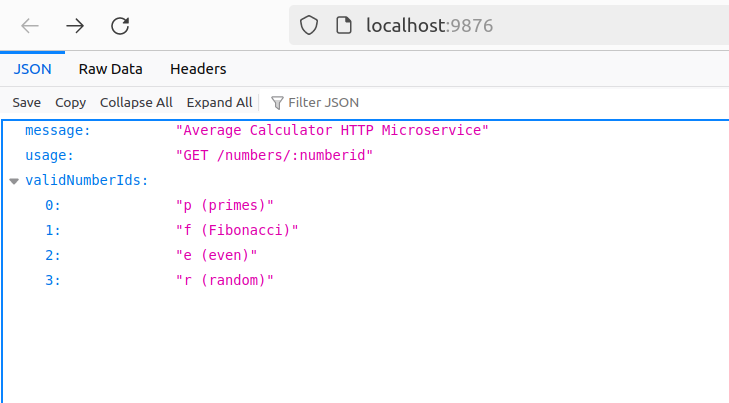 localhost:9876
JSON Raw Data Headers
Save Copy Collapse All Expand All Filter JSON
message: "Average Calculator HTTP Microservice"
usage: "GET /numbers/:numberid"
validNumberIds:
0: "p (primes)"
1: "f (Fibonacci)"
2: "e (even)"
3: "r (random)"